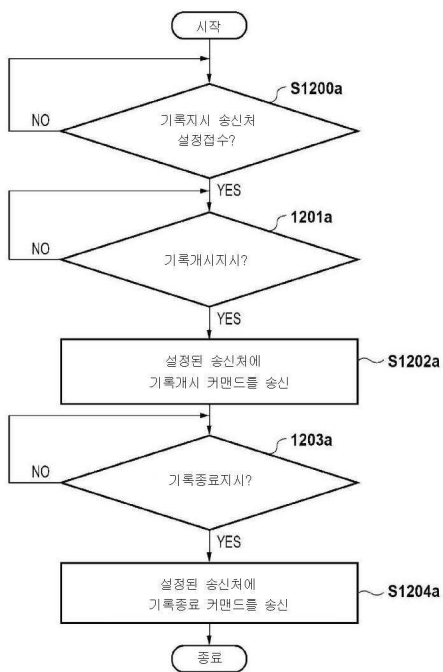 시작
S1200a
기록지시 송신처
설정접수?
NO
YES
1201a
기록개시지시?
NO
YES
설정된 송신처에
기록개시 커맨드를 송신
S1202a
1203a
기록종료지시?
NO
YES
설정된 송신처에
기록종료 커맨드를 송신
S1204a
종료